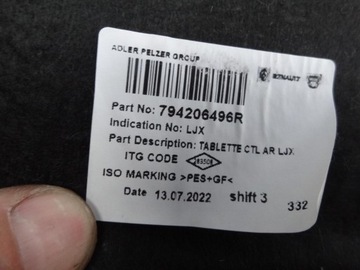 ADLER PELZER GROUP
RENAULT
Part No: 794206496R
Indication No: LJX
Part Description: TABLETTE CTL AR LJX
ITG CODE
ISO MARKING >PES+GF<
Date 13.07.2022 shift 3 332